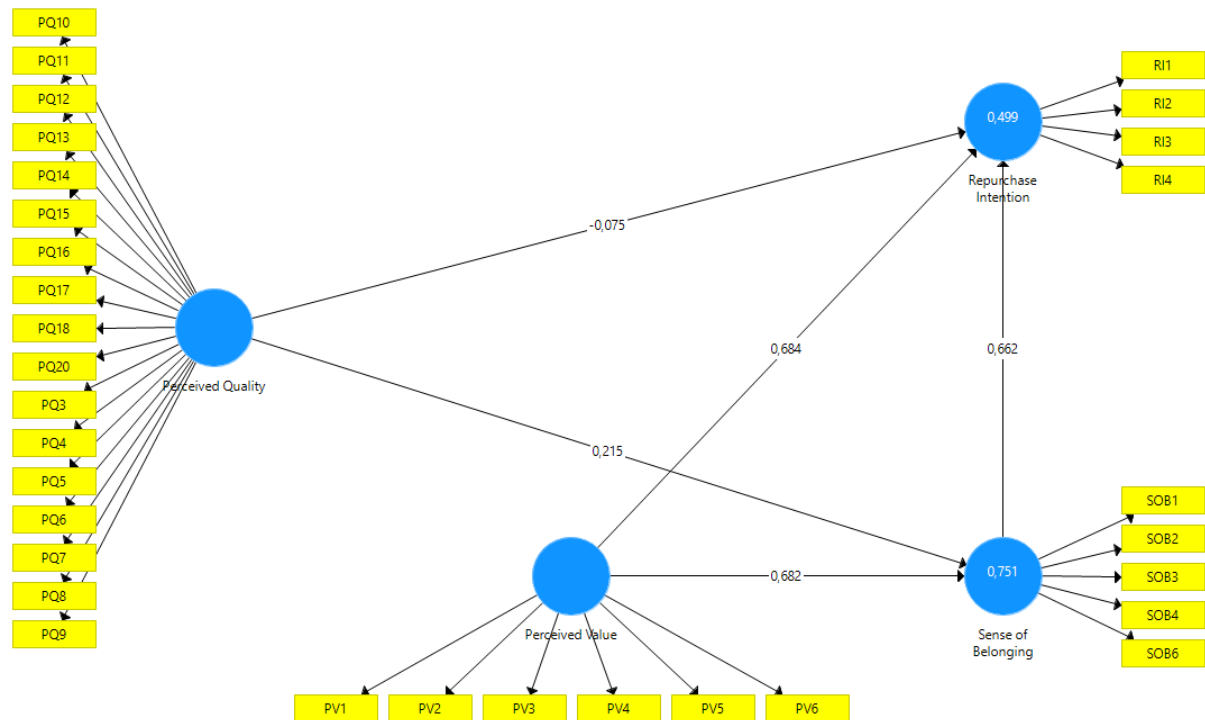 PQ10
PQ11
PQ12
PQ13
PQ14
PQ15
PQ16
PQ17
PQ18
PQ20
PQ3
PQ4
PQ5
PQ6
PQ7
PQ8
PQ9
Perceived Quality
-0,075
0,215
0,684
0,662
0,682
0,499
Repurchase
Intention
RI1
RI2
RI3
RI4
Perceived Value
PV1
PV2
PV3
PV4
PV5
PV6
0,751
Sense of
Belonging
SOB1
SOB2
SOB3
SOB4
SOB6